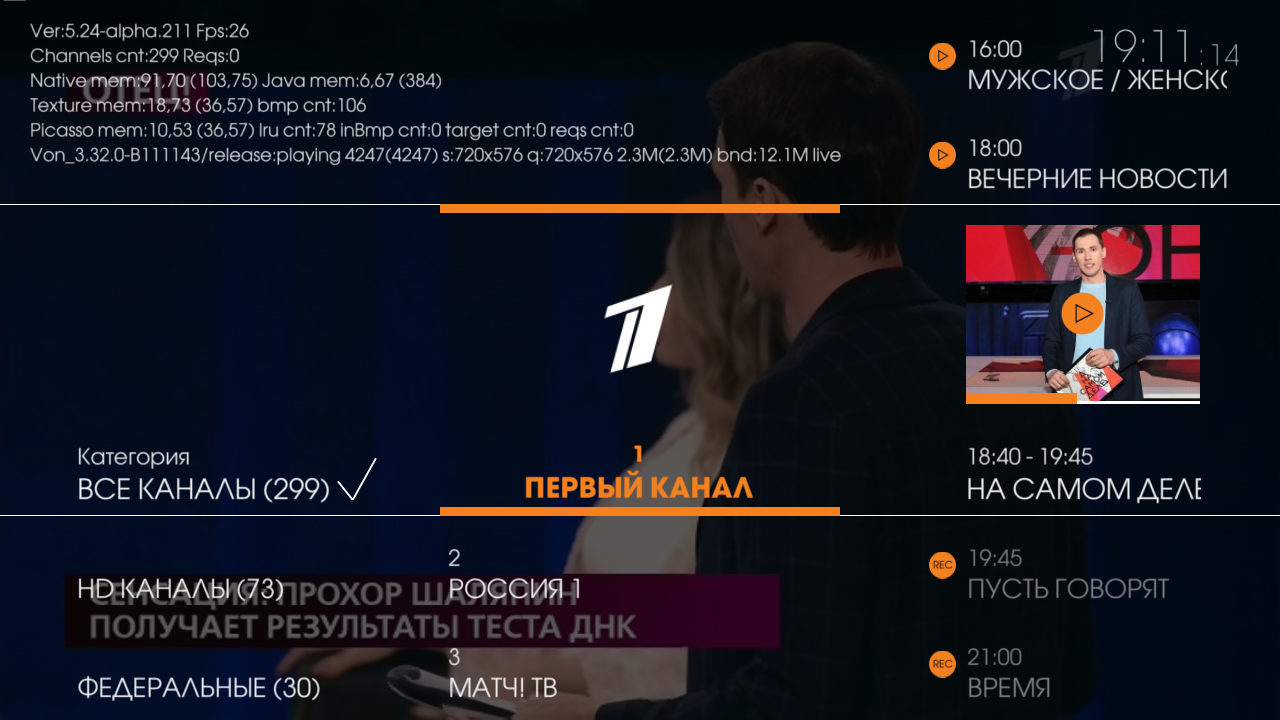 Ver:5.24-alpha.211 Fps:26
Channels cnt:299 Reqs:0
Native mem:91,70 (103,75) Java mem:6,67 (384)
Texture mem:18,73 (36,57) bmp cnt:106
Picasso mem:10,53 (36,57) lru cnt:78 inBmp cnt:0 target cnt:0 reqs cnt:0
Von_3.32.0-B111143/release:playing 4247(4247) s:720x576 q:720x576 2.3M(2.3M) bnd:12.1M live
19:11:14
16:00
МУЖСКОЕ / ЖЕНСКО
18:00
ВЕЧЕРНИЕ НОВОСТИ
Категория
ВСЕ КАНАЛЫ (299)
1
ПЕРВЫЙ КАНАЛ
18:40 - 19:45
НА САМОМ ДЕЛЕ
HD КАНАЛЫ (73)
2
РОССИЯ 1
REC 19:45
ПУСТЬ ГОВОРЯТ
СЕНСАЦИЯ: ПРОХОР ШАЛЯПИН
ПОЛУЧАЕТ РЕЗУЛЬТАТЫ ТЕСТА ДНК
ФЕДЕРАЛЬНЫЕ (30)
3
МАТЧ! ТВ
REC 21:00
ВРЕМЯ